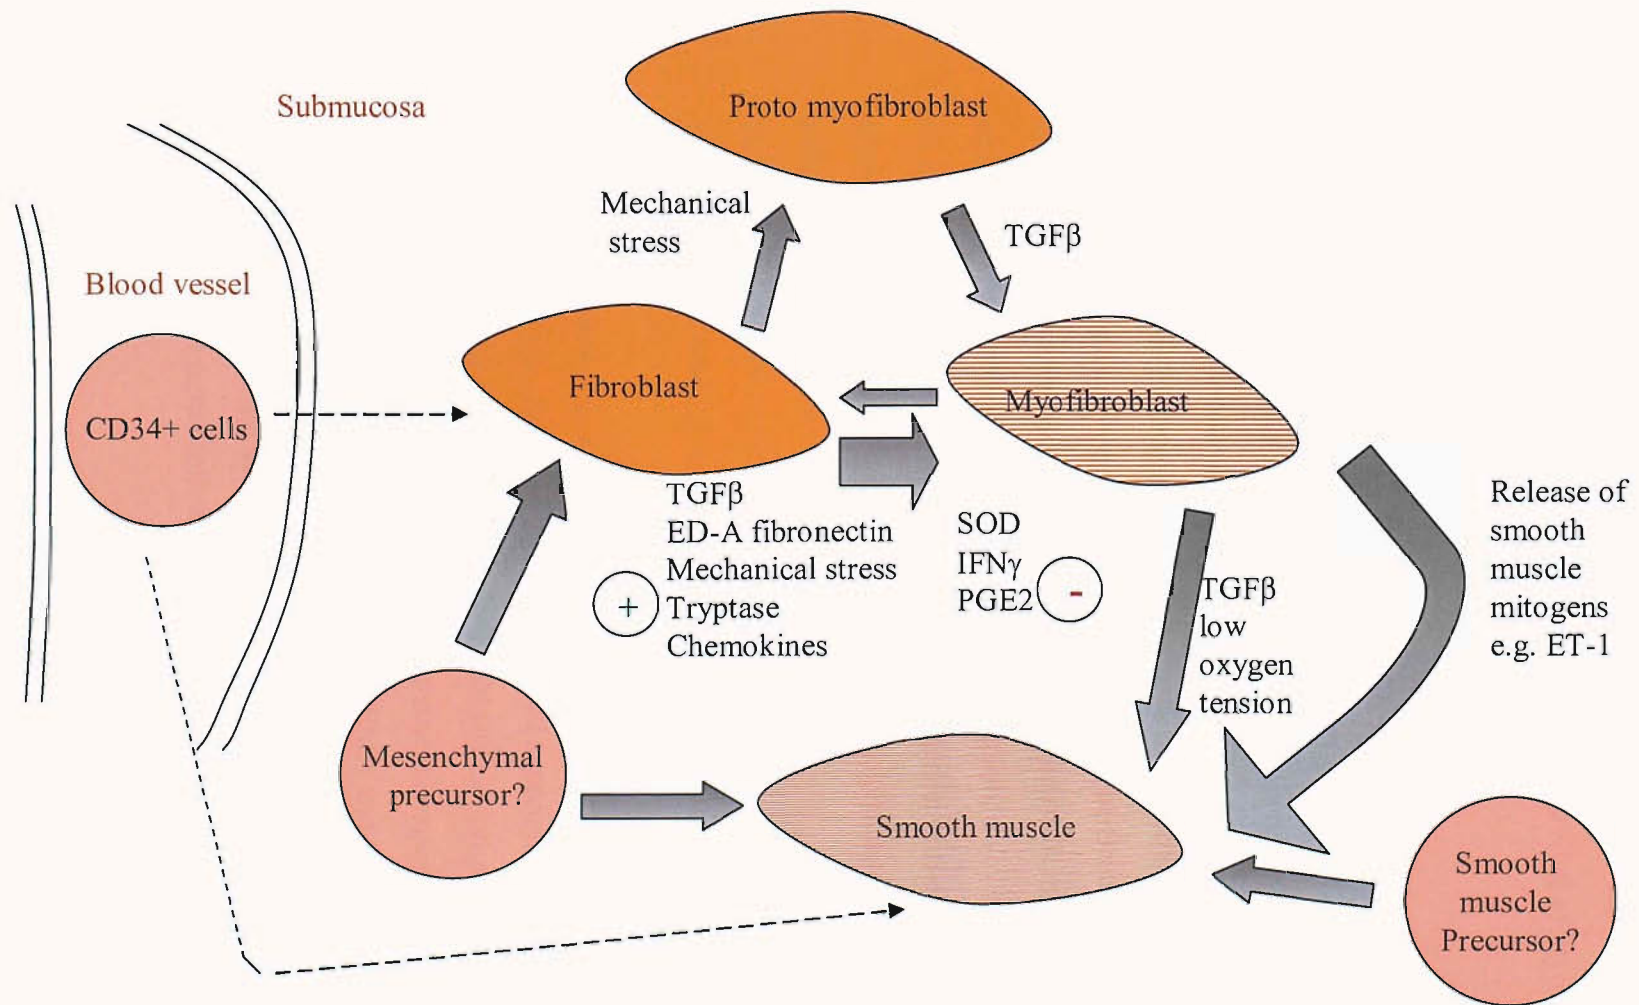 Proto myofibroblast
Submucosa
Mechanical
stress
TGFβ
Blood vessel
Fibroblast
Myofibroblast
CD34+ cells
TGFβ
ED-A fibronectin
Mechanical stress
Tryptase
Chemokines
+
SOD
IFNγ
PGE2
-
TGFβ
low
oxygen
tension
Release of
smooth
muscle
mitogens
e.g. ET-1
Mesenchymal
precursor?
Smooth muscle
Smooth
muscle
Precursor?